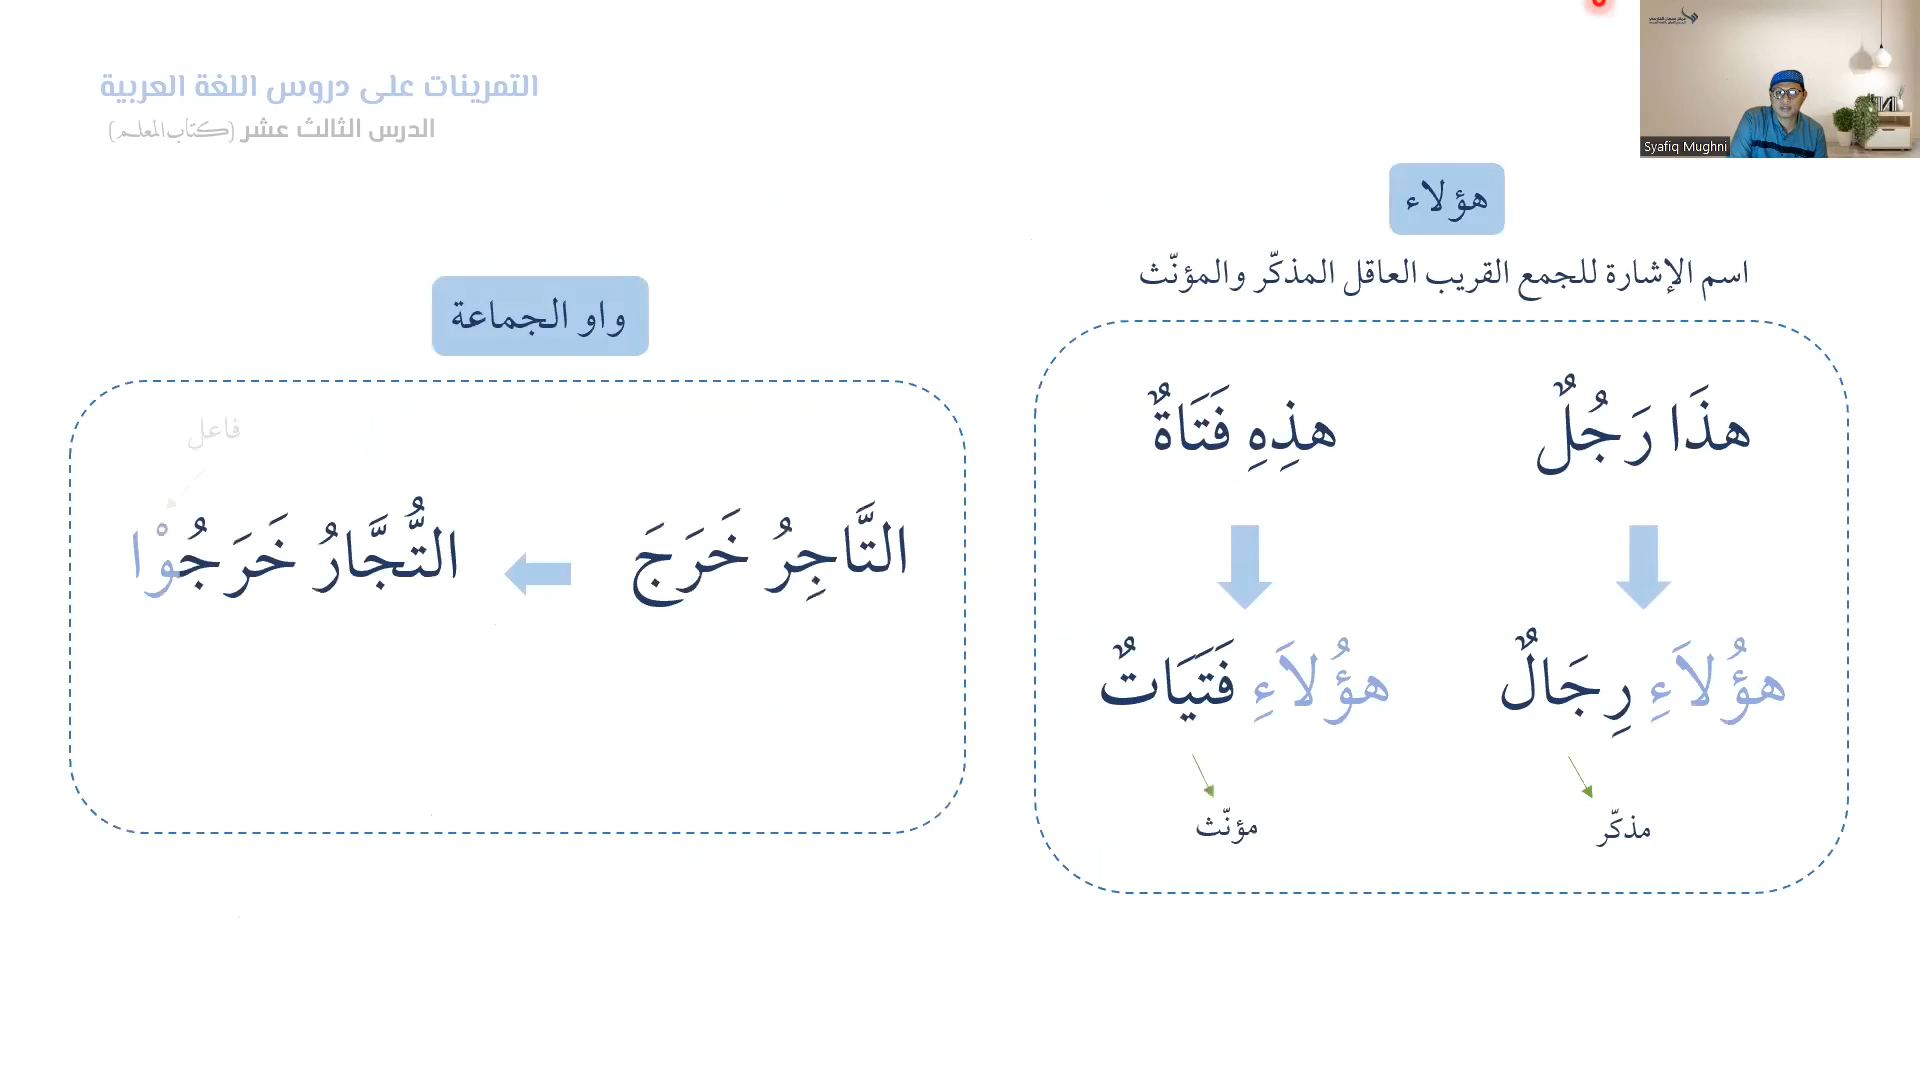 التمرينات على دروس اللغة العربية
الدرس الثالث عشر (كتاب المعلم)
Syafiq Mughni
هؤلاء
اسم الإشارة للجمع القريب العاقل المذكّر والمؤنّث
هذَا رَجُلٌ
هذِهِ فَتَاةٌ
هؤُلاَءِ رِجَالٌ
هؤُلاَءِ فَتَيَاتٌ
مذكّر
مؤنّث
واو الجماعة
فاعل
التَّاجِرُ خَرَجَ
التُّجَّارُ خَرَجُوْا